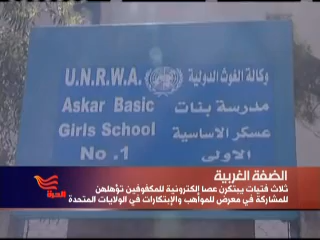 U.N.R.W.A.
وكالة الغوث الدولية
Askar Basic
مدرسة بنات
Girls School
عسكر الاساسية
No.1
الاولى
الضفة الغربية
ثلاث فتيات يبتكرن عصا إلكترونية للمكفوفين تؤهلهن
للمشاركة في معرض للمواهب والإبتكارات في الولايات المتحدة
الحرة